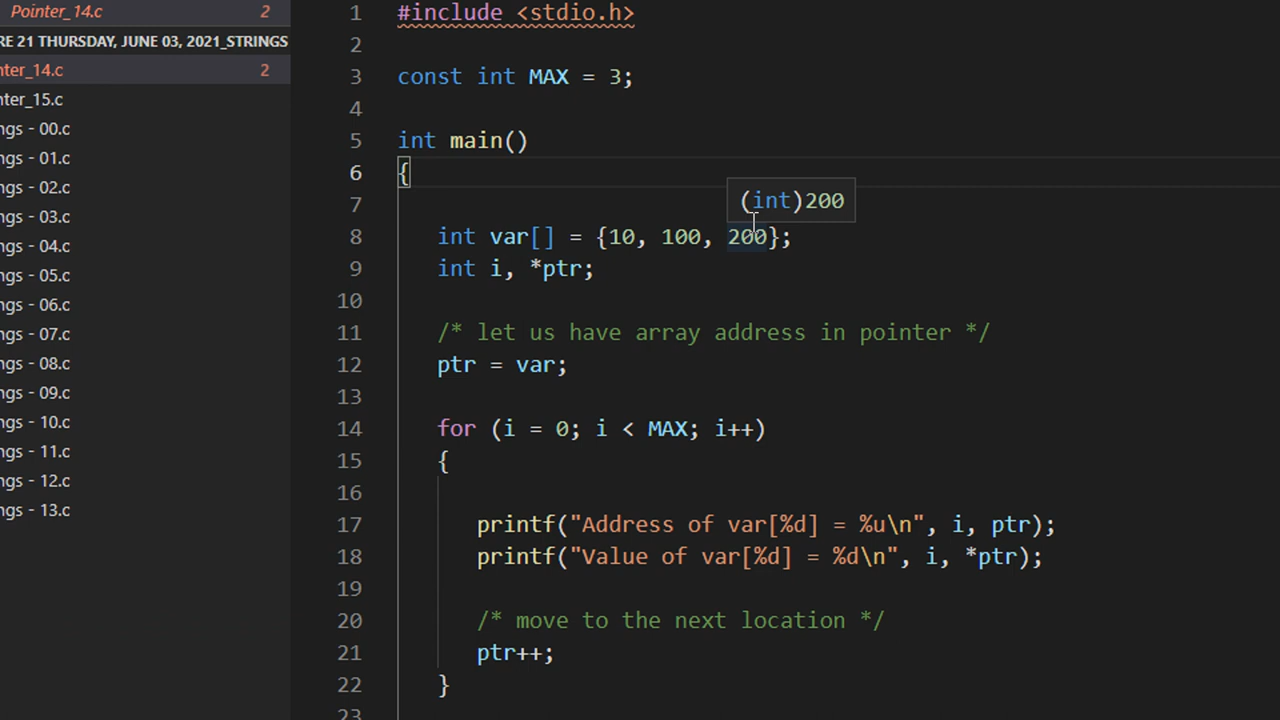 Pointer_14.c 2
RE 21 THURSDAY, JUNE 03, 2021_STRINGS
nter_14.c 2
nter_15.c
ngs - 00.c
ngs - 01.c
ngs - 02.c
ngs - 03.c
ngs - 04.c
ngs - 05.c
ngs - 06.c
ngs - 07.c
ngs - 08.c
ngs - 09.c
ngs - 10.c
ngs - 11.c
ngs - 12.c
ngs - 13.c
1 #include <stdio.h>
2
3 const int MAX = 3;
4
5 int main()
6 {
(int)200
7
8 int var[] = {10, 100, 200};
9 int i, *ptr;
10
11 /* let us have array address in pointer */
12 ptr = var;
13
14 for (i = 0; i < MAX; i++)
15 {
16
17 printf("Address of var[%d] = %u\n", i, ptr);
18 printf("Value of var[%d] = %d\n", i, *ptr);
19
20 /* move to the next location */
21 ptr++;
22 }
23